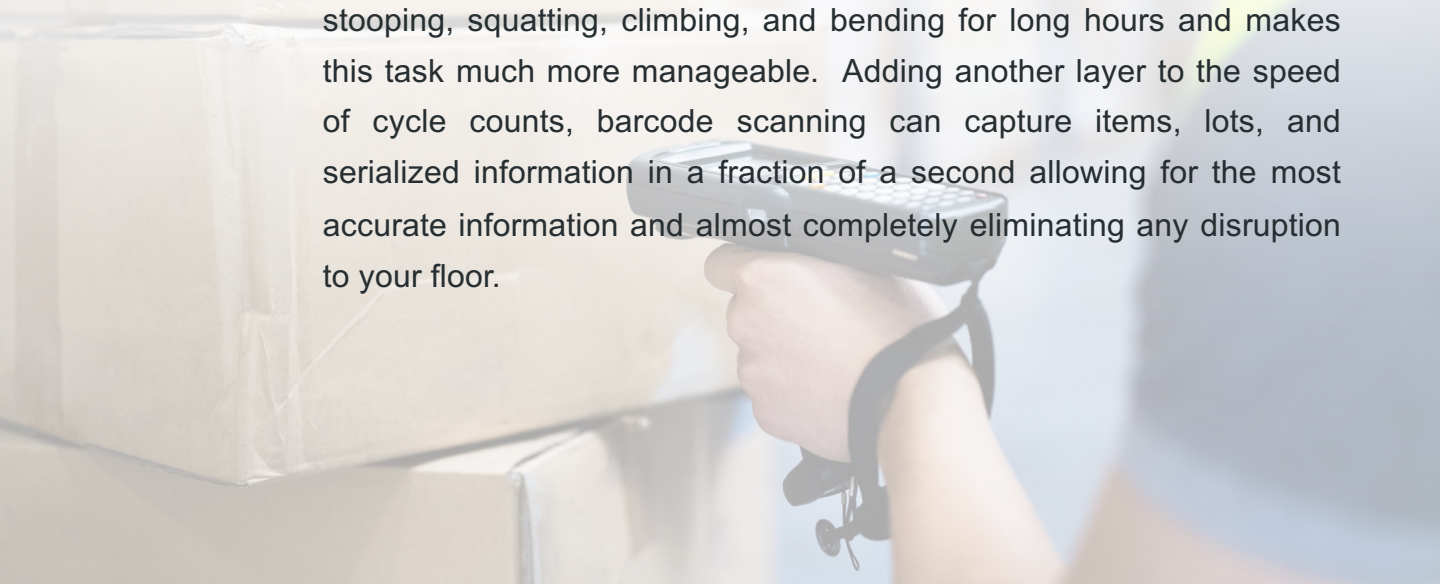 stooping, squatting, climbing, and bending for long hours and makes
this task much more manageable.  Adding another layer to the speed
of cycle counts, barcode scanning can capture items, lots, and
serialized information in a fraction of a second allowing for the most
accurate information and almost completely eliminating any disruption
to your floor.